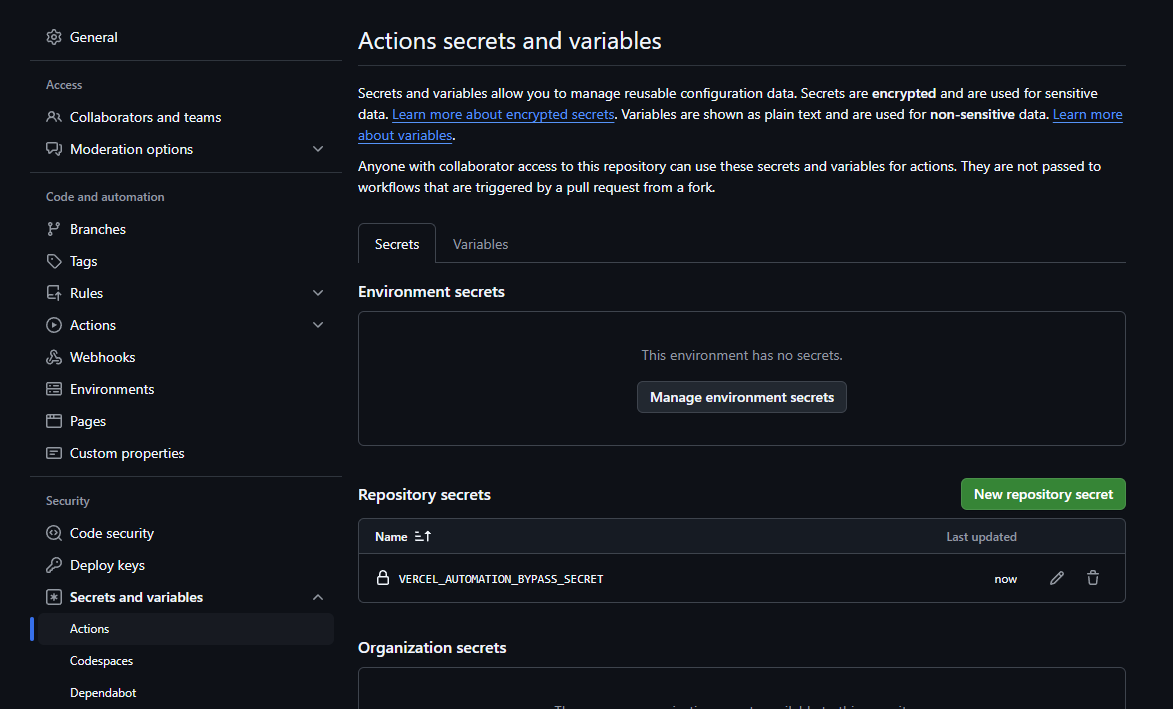 General
Access
Collaborators and teams
Moderation options
Code and automation
Branches
Tags
Rules
Actions
Webhooks
Environments
Pages
Custom properties
Security
Code security
Deploy keys
Secrets and variables
Actions
Codespaces
Dependabot
Actions secrets and variables
Secrets and variables allow you to manage reusable configuration data. Secrets are encrypted and are used for sensitive
data. Learn more about encrypted secrets. Variables are shown as plain text and are used for non-sensitive data. Learn more
about variables.
Anyone with collaborator access to this repository can use these secrets and variables for actions. They are not passed to
workflows that are triggered by a pull request from a fork.
Secrets
Variables
Environment secrets
This environment has no secrets.
Manage environment secrets
Repository secrets
New repository secret
Name
Last updated
VERCEL_AUTOMATION_BYPASS_SECRET
now
Organization secrets